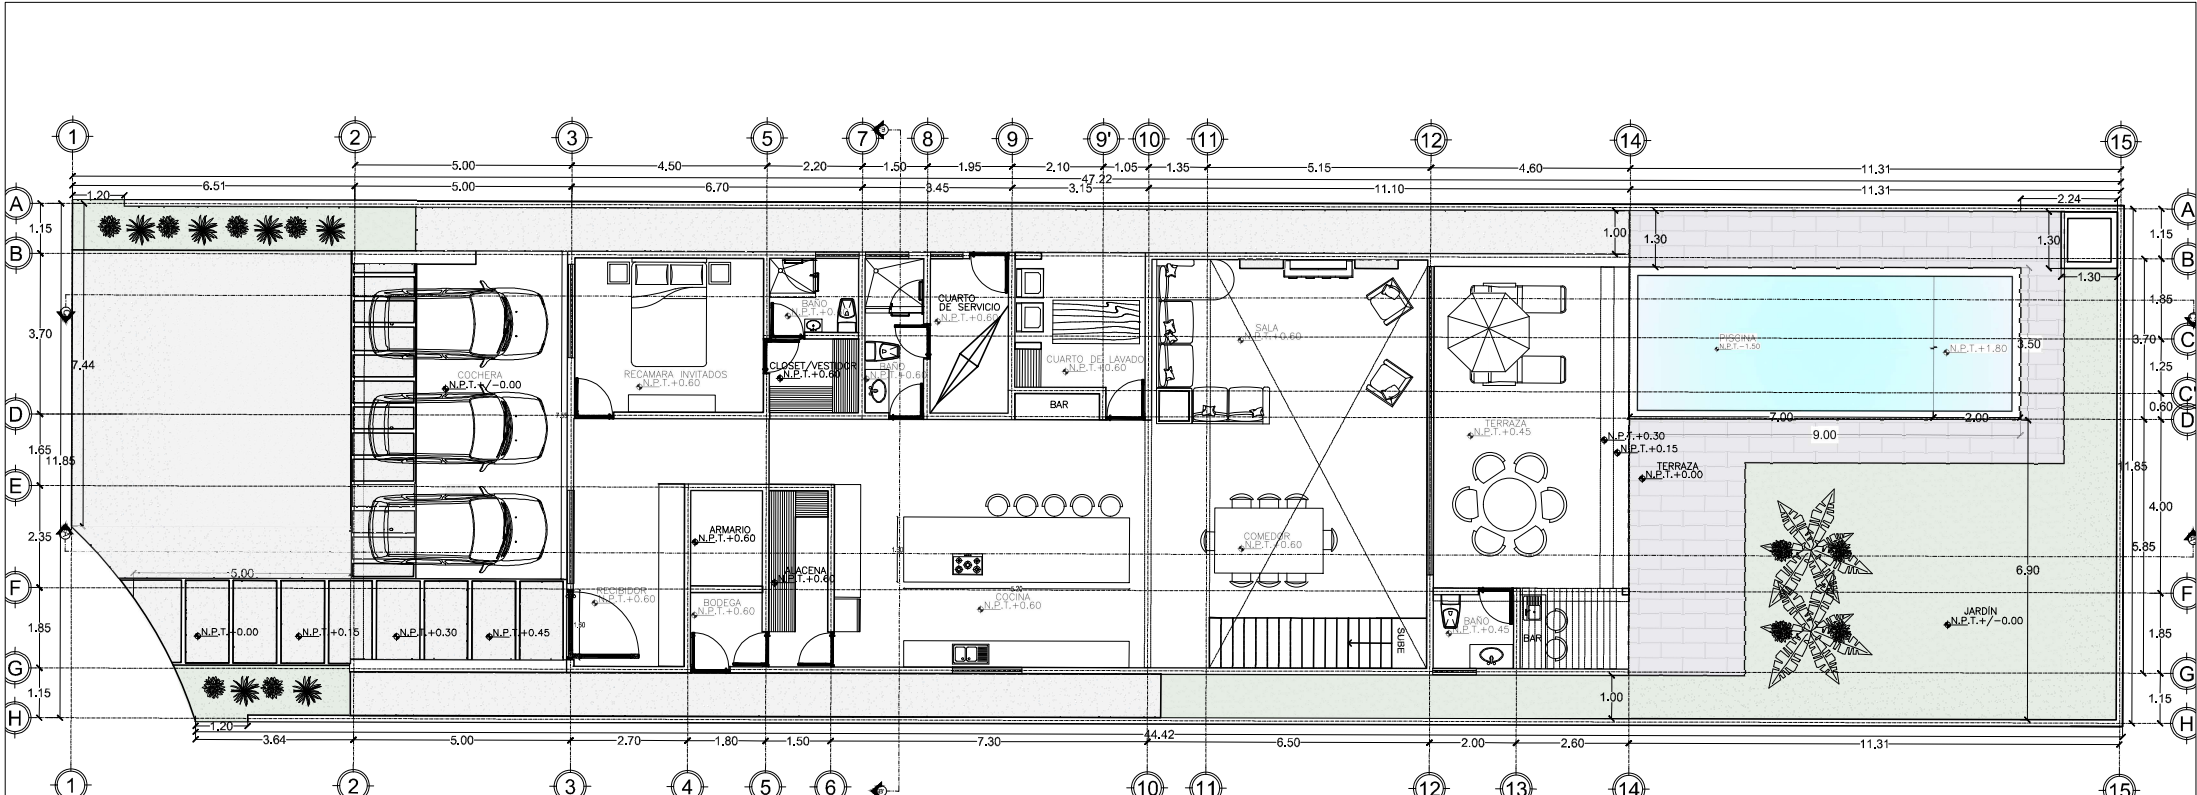 1 2 3 5 7 8 9 9' 10 11 12 14 15
5.00 4.50 2.20 1.50 1.95 2.10 1.05 1.35 5.15 4.60 11.31
47.22
6.51 5.00 6.70 3.45 3.15 11.10 11.31
1.20 2.24
A A
1.15 1.00 1.30 1.30 1.15
B B
1.30
1.85
3.70
7.44
CUARTO
DE SERVICIO
N.P.T.+0.60
BAÑO
SALA
N.P.T.+0.60
PISCINA
N.P.T.-1.50
N.P.T.+1.80
3.50
3.70
C
1.25
COCHERA
N.P.T.+/-0.00
RECAMARA INVITADOS
N.P.T.+0.60
CLOSET/VESTIDOR
N.P.T.+0.60
BAÑO
N.P.T.+0.60
CUARTO DE LAVADO
N.P.T.+0.60
BAR
C
0.60
D D
7.00 2.00
9.00
TERRAZA
N.P.T.+0.45
N.P.T.+0.30
N.P.T.+0.15
TERRAZA
N.P.T.+0.00
1.65
11.85
11.85
E
4.00
ARMARIO
N.P.T.+0.60
COMEDOR
N.P.T.+0.60
2.35
5.85
ALACENA
N.P.T.+0.60
5.00
6.90
F F
RECIBIDOR
N.P.T.+0.60
BODEGA
N.P.T.+0.60
COCINA
N.P.T.+0.60
JARDÍN
N.P.T.+/-0.00
N.P.T.+0.00
N.P.T.+0.15
N.P.T.+0.30
N.P.T.+0.45
SUBE
BAÑO
N.P.T.+0.45
BAR
1.85 1.85
G G
1.15 1.00 1.15
H H
1.20
44.42
3.64 5.00 2.70 1.80 1.50 7.30 6.50 2.00 2.60 11.31
1 2 3 4 5 6 10 11 12 13 14 15